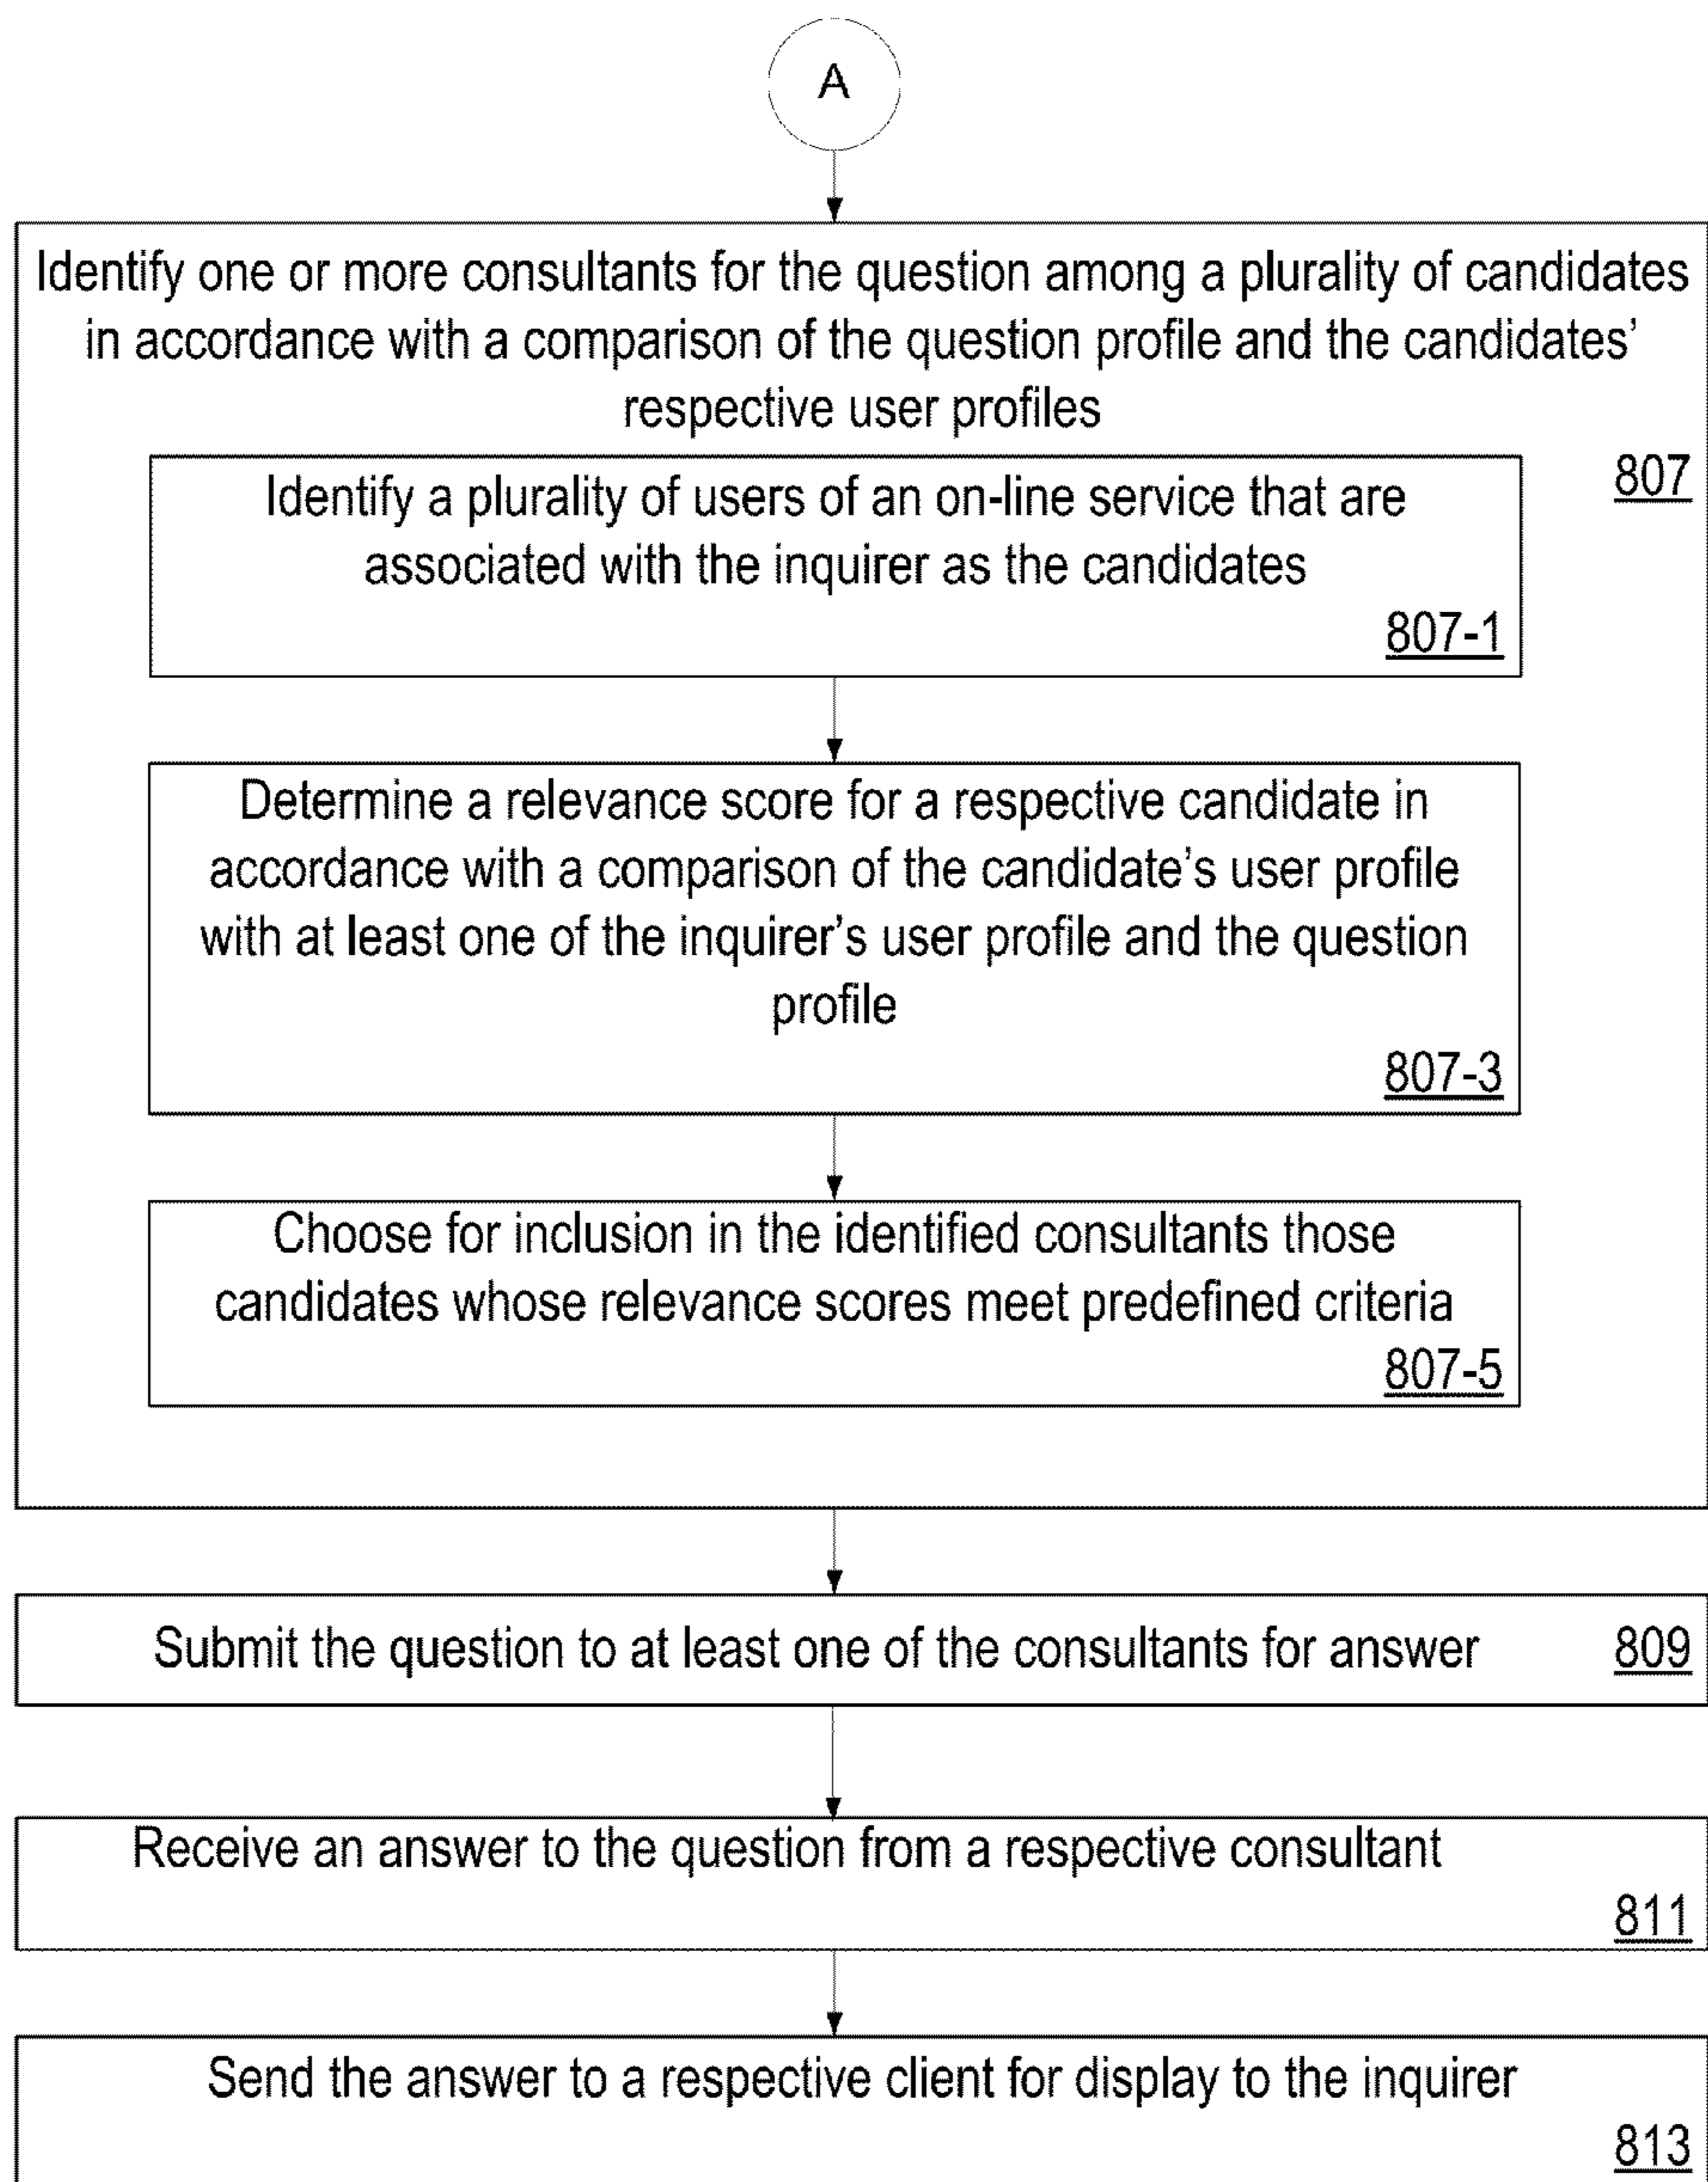 A
Identify one or more consultants for the question among a plurality of candidates
in accordance with a comparison of the question profile and the candidates’
respective user profiles
807
Identify a plurality of users of an on-line service that are
associated with the inquirer as the candidates
807-1
Determine a relevance score for a respective candidate in
accordance with a comparison of the candidate’s user profile
with at least one of the inquirer’s user profile and the question
profile
807-3
Choose for inclusion in the identified consultants those
candidates whose relevance scores meet predefined criteria
807-5
Submit the question to at least one of the consultants for answer
809
Receive an answer to the question from a respective consultant
811
Send the answer to a respective client for display to the inquirer
813